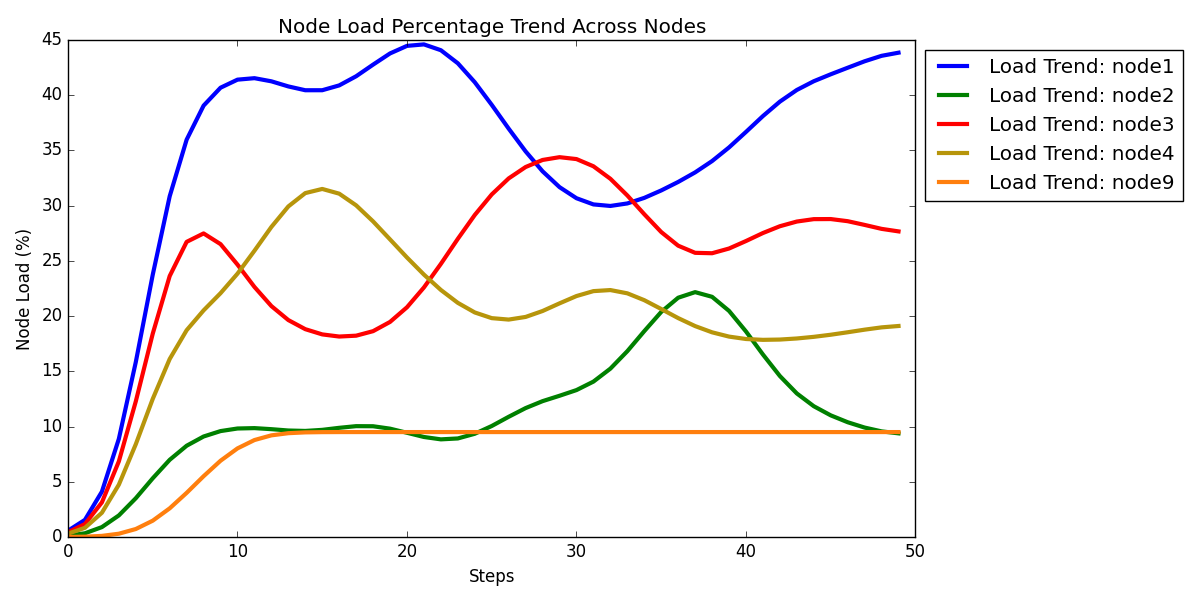 Node Load Percentage Trend Across Nodes
45
40
35
30
25
20
15
10
5
0
Node Load (%)
0 10 20 30 40 50
Steps
Load Trend: node1
Load Trend: node2
Load Trend: node3
Load Trend: node4
Load Trend: node9